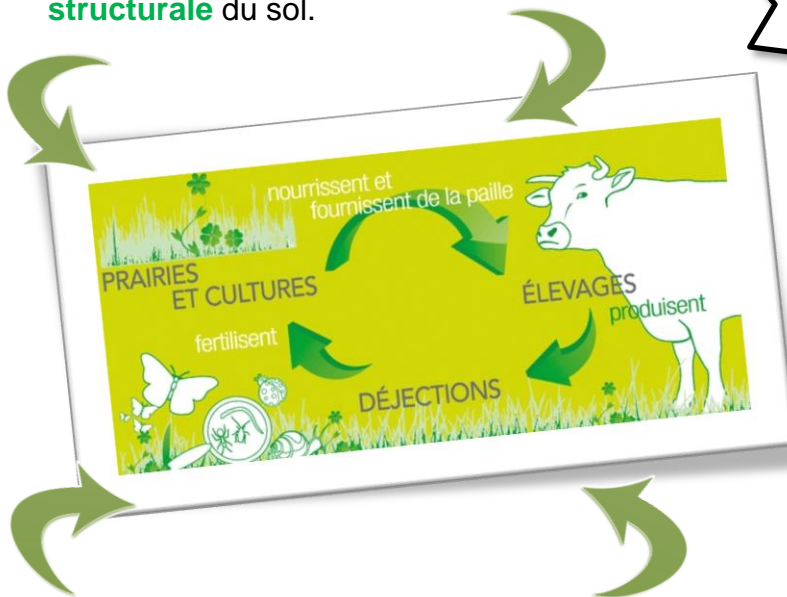 structurale du sol.
nourrissent et
fournissent de la paille
PRAIRIES
ET CULTURES
ÉLEVAGES
produisent
fertilisent
DÉJECTIONS